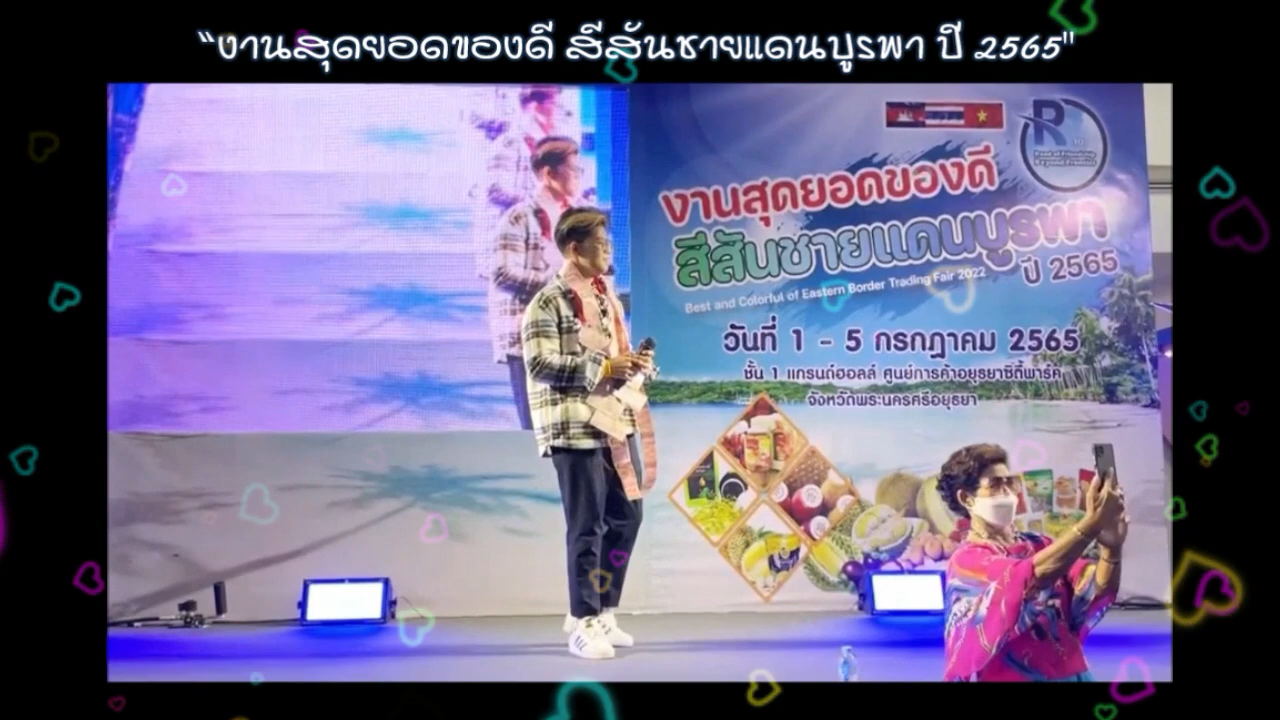 “งานสุดยอดของดี สีสันชายแดนบูรพา ปี 2565"
R
งานสุดยอดของดี
สีสันชายแดนบูรพา
ปี 2565
Best and Colorful of Eastern Border Trading Fair 2022
วันที่ 1 - 5 กรกฎาคม 2565
ชั้น 1 แกรนด์ฮอลล์ ศูนย์การค้าอยุธยาซิตี้พาร์ค
จังหวัดพระนครศรีอยุธยา